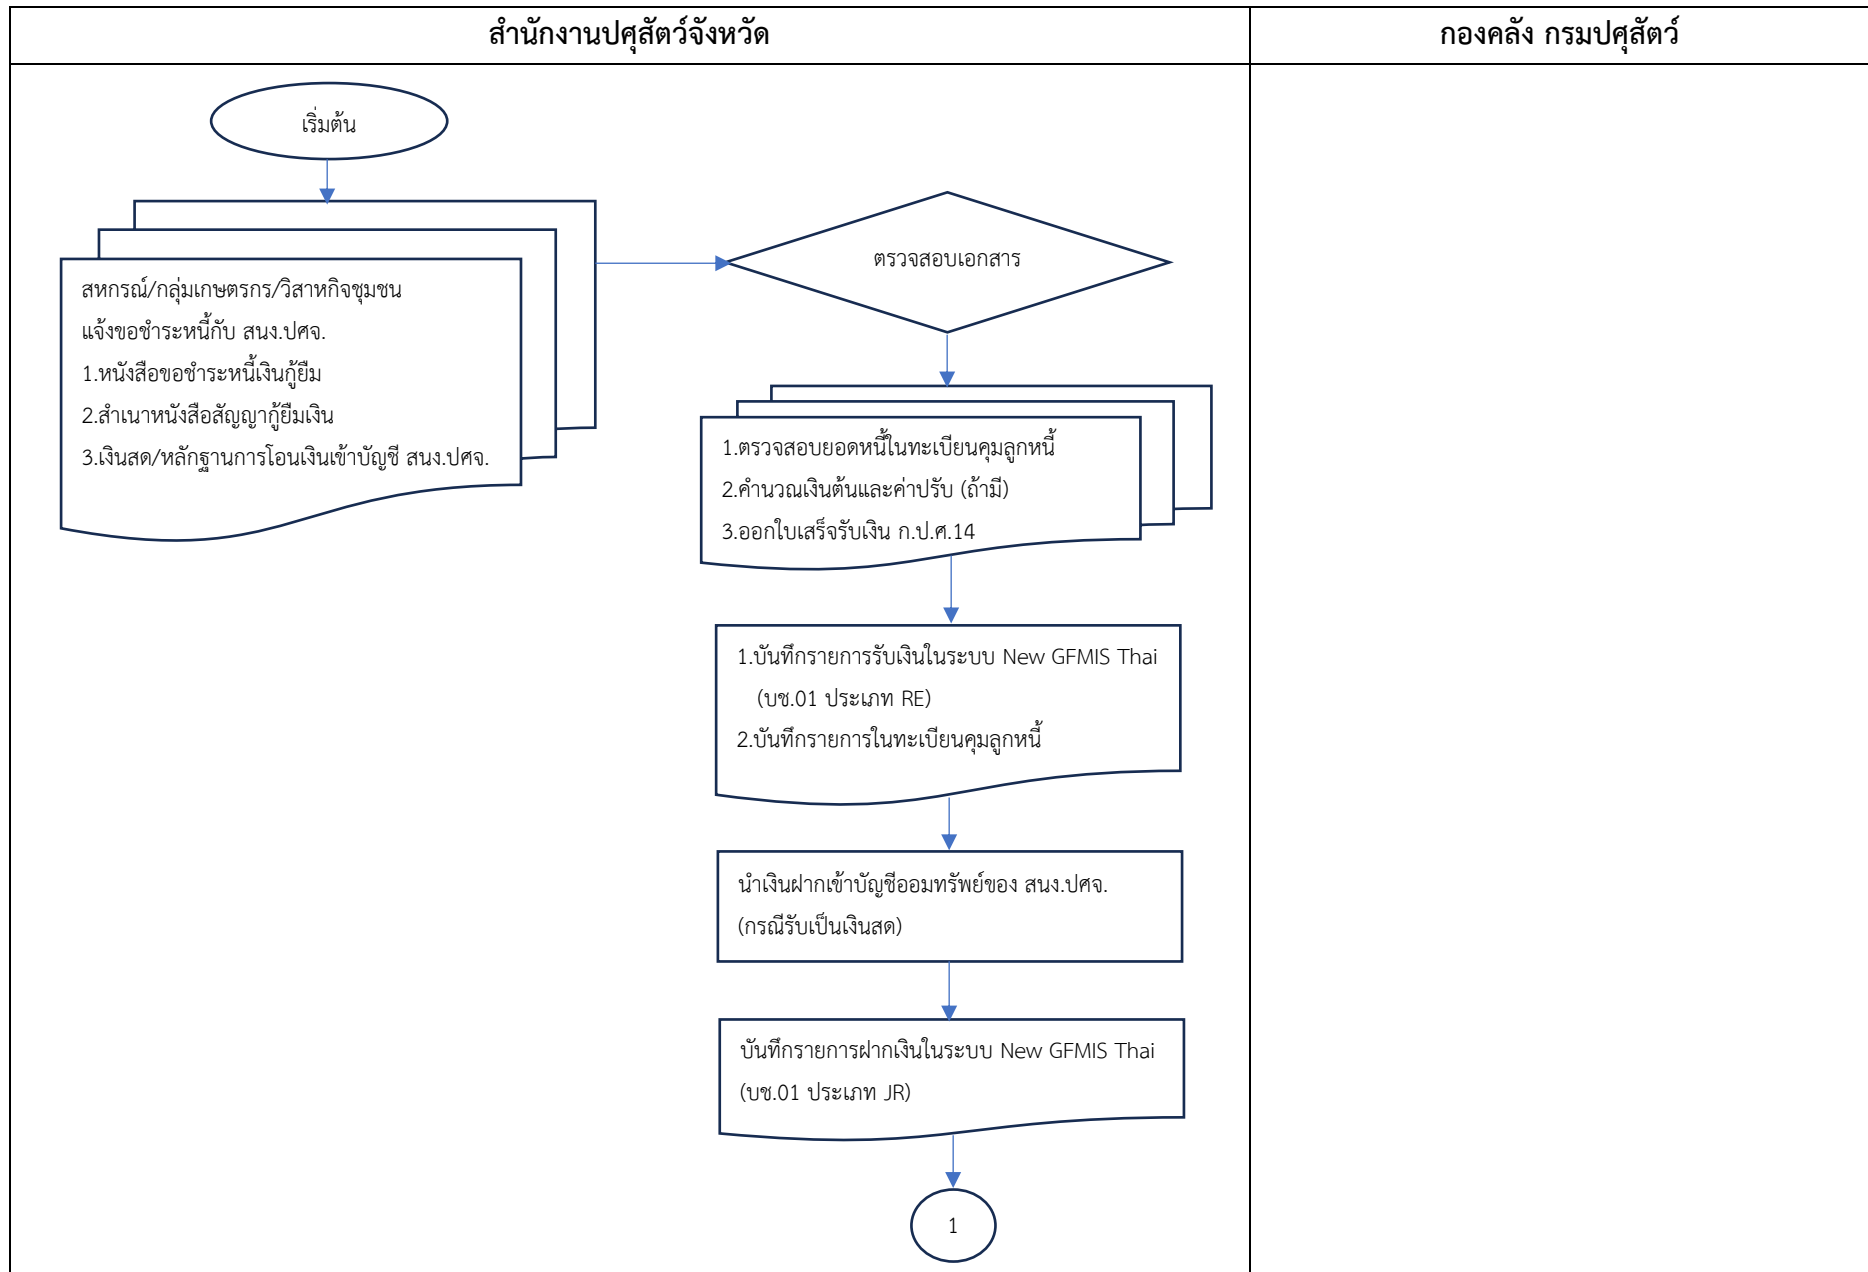 สำนักงานปศุสัตว์จังหวัด
กองคลัง กรมปศุสัตว์
เริ่มต้น
สหกรณ์/กลุ่มเกษตรกร/วิสาหกิจชุมชน
แจ้งขอชำระหนี้กับ สนง.ปศจ.
1.หนังสือขอชำระหนี้เงินกู้ยืม
2.สำเนาหนังสือสัญญากู้ยืมเงิน
3.เงินสด/หลักฐานการโอนเงินเข้าบัญชี สนง.ปศจ.
ตรวจสอบเอกสาร
1.ตรวจสอบยอดหนี้ในทะเบียนคุมลูกหนี้
2.คำนวณเงินต้นและค่าปรับ (ถ้ามี)
3.ออกใบเสร็จรับเงิน ก.ป.ศ.14
1.บันทึกรายการรับเงินในระบบ New GFMIS Thai
(บช.01 ประเภท RE)
2.บันทึกรายการในทะเบียนคุมลูกหนี้
นำเงินฝากเข้าบัญชีออมทรัพย์ของ สนง.ปศจ.
(กรณีรับเป็นเงินสด)
บันทึกรายการฝากเงินในระบบ New GFMIS Thai
(บช.01 ประเภท JR)
1